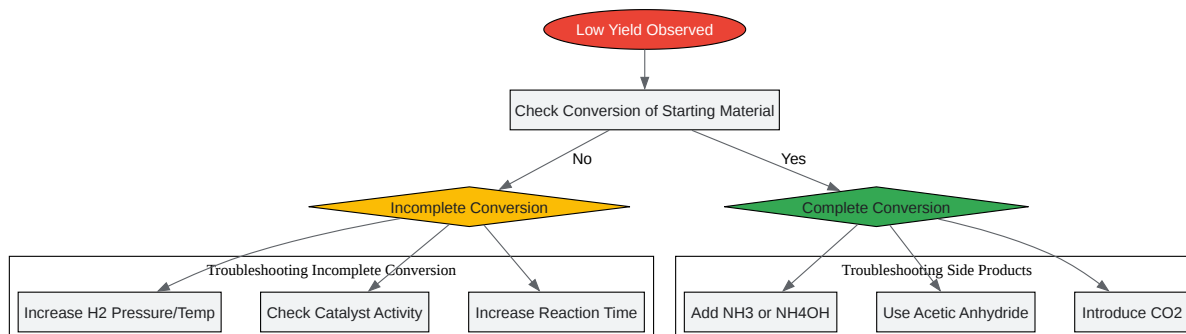 Low Yield Observed
Check Conversion of Starting Material
No
Yes
Incomplete Conversion
Complete Conversion
Troubleshooting Incomplete Conversion
Troubleshooting Side Products
Increase H2 Pressure/Temp
Check Catalyst Activity
Increase Reaction Time
Add NH3 or NH4OH
Use Acetic Anhydride
Introduce CO2